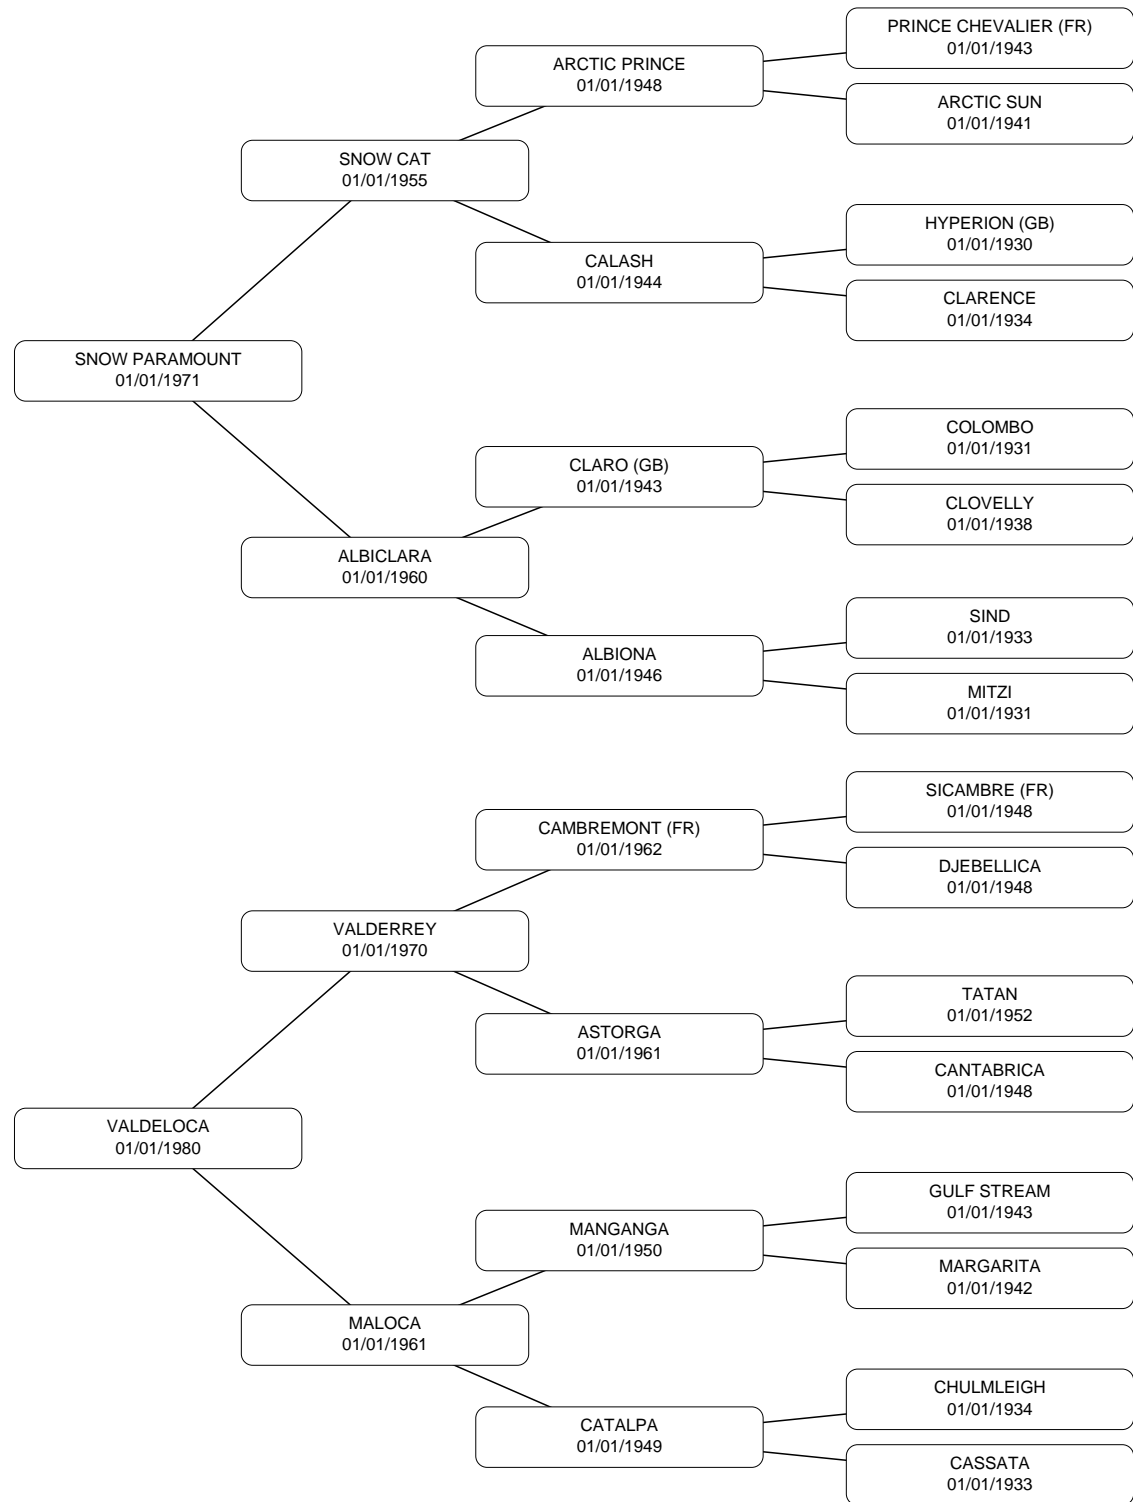 PRINCE CHEVALIER (FR)
01/01/1943
ARCTIC PRINCE
01/01/1948
ARCTIC SUN
01/01/1941
SNOW CAT
01/01/1955
HYPERION (GB)
01/01/1930
CALASH
01/01/1944
CLARENCE
01/01/1934
SNOW PARAMOUNT
01/01/1971
COLOMBO
01/01/1931
CLARO (GB)
01/01/1943
CLOVELLY
01/01/1938
ALBICLARA
01/01/1960
SIND
01/01/1933
ALBIONA
01/01/1946
MITZI
01/01/1931
SICAMBRE (FR)
01/01/1948
CAMBREMONT (FR)
01/01/1962
DJEBELLICA
01/01/1948
VALDERREY
01/01/1970
TATAN
01/01/1952
ASTORGA
01/01/1961
CANTABRICA
01/01/1948
VALDELOCA
01/01/1980
GULF STREAM
01/01/1943
MANGANGA
01/01/1950
MARGARITA
01/01/1942
MALOCA
01/01/1961
CHULMLEIGH
01/01/1934
CATALPA
01/01/1949
CASSATA
01/01/1933